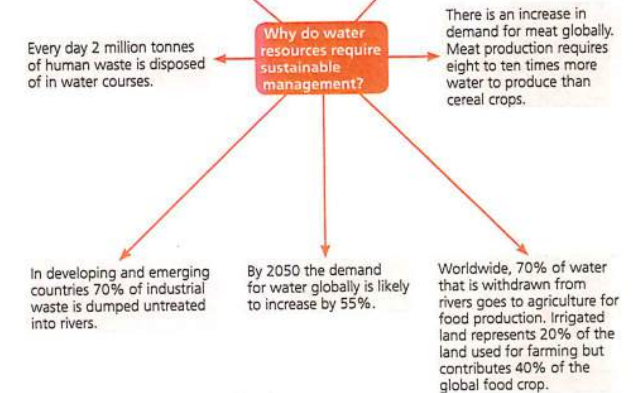 Why do water
resources require
sustainable
management?
Every day 2 million tonnes
of human waste is disposed
of in water courses.
There is an increase in
demand for meat globally.
Meat production requires
eight to ten times more
water to produce than
cereal crops.
In developing and emerging
countries 70% of industrial
waste is dumped untreated
into rivers.
By 2050 the demand
for water globally is likely
to increase by 55%.
Worldwide, 70% of water
that is withdrawn from
rivers goes to agriculture for
food production. Irrigated
land represents 20% of the
land used for farming but
contributes 40% of the
global food crop.